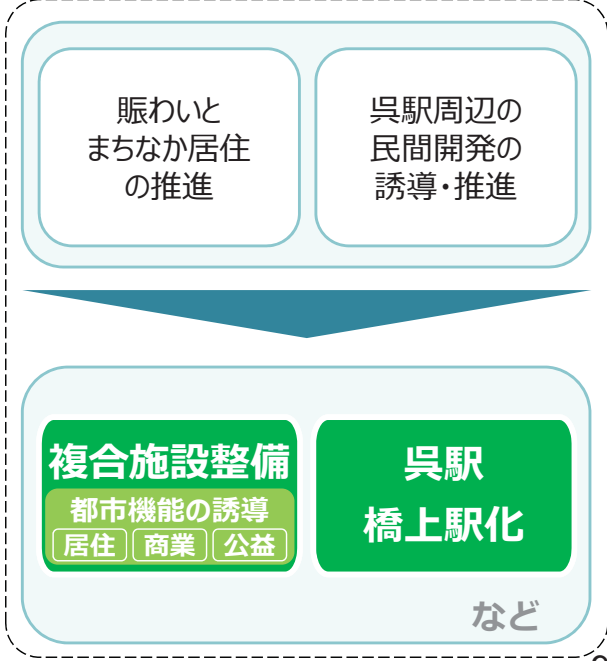 賑わいと
まちなか居住
の推進
呉駅周辺の
民間開発の
誘導・推進
複合施設整備
都市機能の誘導
居住 商業 公益
呉駅
橋上駅化
など